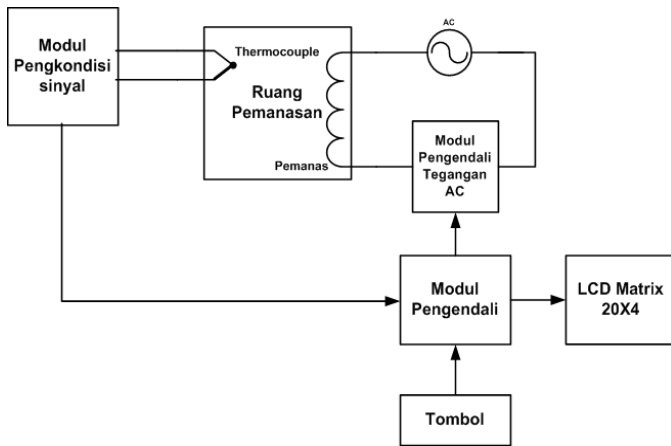 Modul
Pengkondisi
sinyal
Thermocouple
Ruang
Pemanasan
Pemanas
AC
Modul
Pengendali
Tegangan
AC
Modul
Pengendali
LCD Matrix
20X4
Tombol